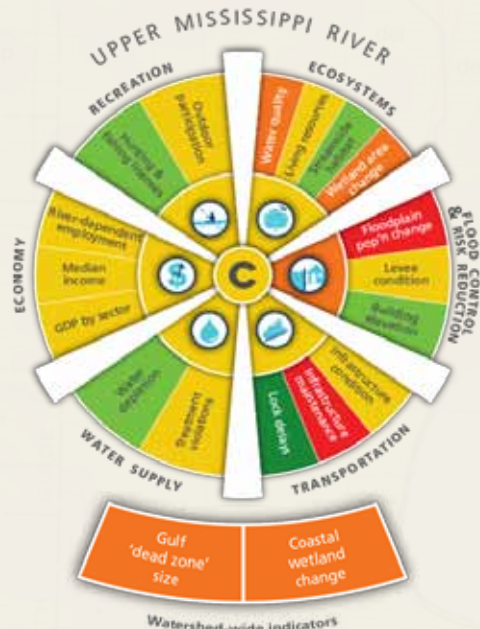 UPPER MISSISSIPPI RIVER
RECREATION
ECOSYSTEMS
FLOOD CONTROL
& RISK REDUCTION
TRANSPORTATION
WATER SUPPLY
ECONOMY
Outdoor
participation
Hunting &
fishing licenses
Water quality
Living resources
Streamside
habitat
Wetland area
change
Floodplain
pop'n change
Levee
condition
Building
elevation
Infrastructure
condition
Infrastructure
maintenance
Lock delays
Treatment
violations
Water
depletion
GDP by sector
Median
income
River-dependent
employment
$
C
Gulf
'dead zone'
size
Coastal
wetland
change
Watershed-wide indicators